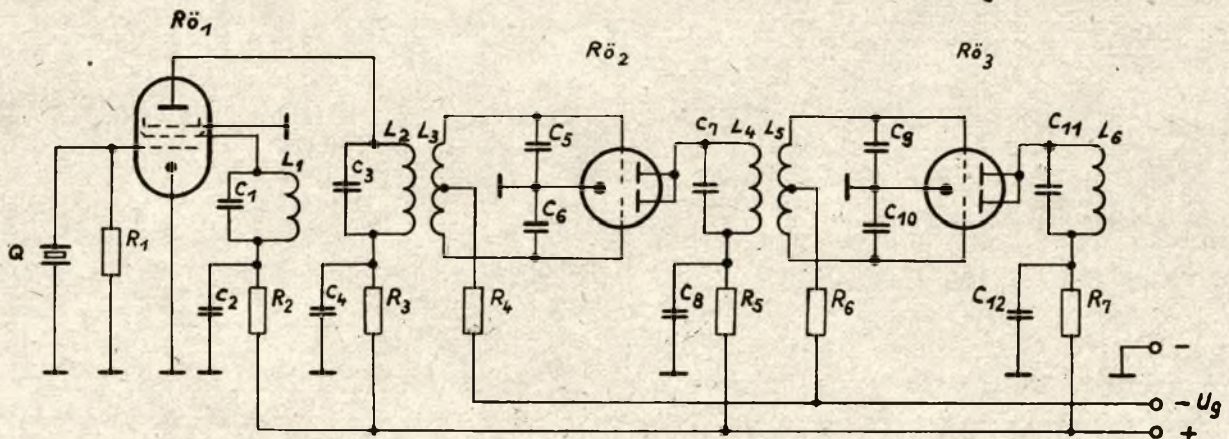 Rö1
Rö2
Rö3
L1
C1
L2
L3
C3
C5
C6
C7
L4
L5
C9
C10
C11
L6
Q
R1
C2
R2
C4
R3
R4
C8
R5
R6
C12
R7
-
- Ug
+